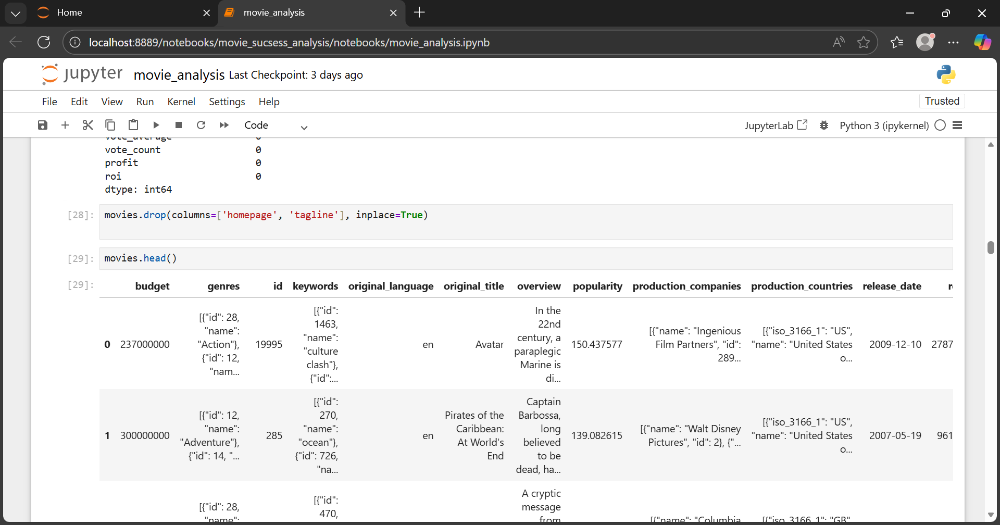 Home
movie_analysis
localhost:8889/notebooks/movie_sucsess_analysis/notebooks/movie_analysis.ipynb
jupyter movie_analysis Last Checkpoint: 3 days ago
File Edit View Run Kernel Settings Help
Trusted
Code
JupyterLab
Python 3 (ipykernel)
vote_average 0
vote_count 0
profit 0
roi 0
dtype: int64
[28]: movies.drop(columns=['homepage', 'tagline'], inplace=True)
[29]: movies.head()
[29]:
budget genres id keywords original_language original_title overview popularity production_companies production_countries release_date r
0
237000000
[{"id": 28,
"name":
"Action"},
{"id": 12,
"nam...
19995
[{"id":
1463,
"name":
"culture
clash"},
{"id":...
en
Avatar
In the
22nd
century, a
paraplegic
Marine is
di...
150.437577
[{"name": "Ingenious
Film Partners", "id":
289...
[{"iso_3166_1": "US",
"name": "United States
o...
2009-12-10
2787
1
300000000
[{"id": 12,
"name":
"Adventure"},
{"id": 14, "...
285
[{"id":
270,
"name":
"ocean"},
{"id": 726,
"na...
en
Pirates of the
Caribbean:
At World's
End
Captain
Barbossa,
long
believed
to be
dead, ha...
139.082615
[{"name": "Walt Disney
Pictures", "id": 2}, {"...
[{"iso_3166_1": "US",
"name": "United States
o...
2007-05-19
961
[{"id": 28,
"name":
[{"id":
470,
A cryptic
message
from
[{"name": "Columbia
[{"iso_3166_1": "GB",